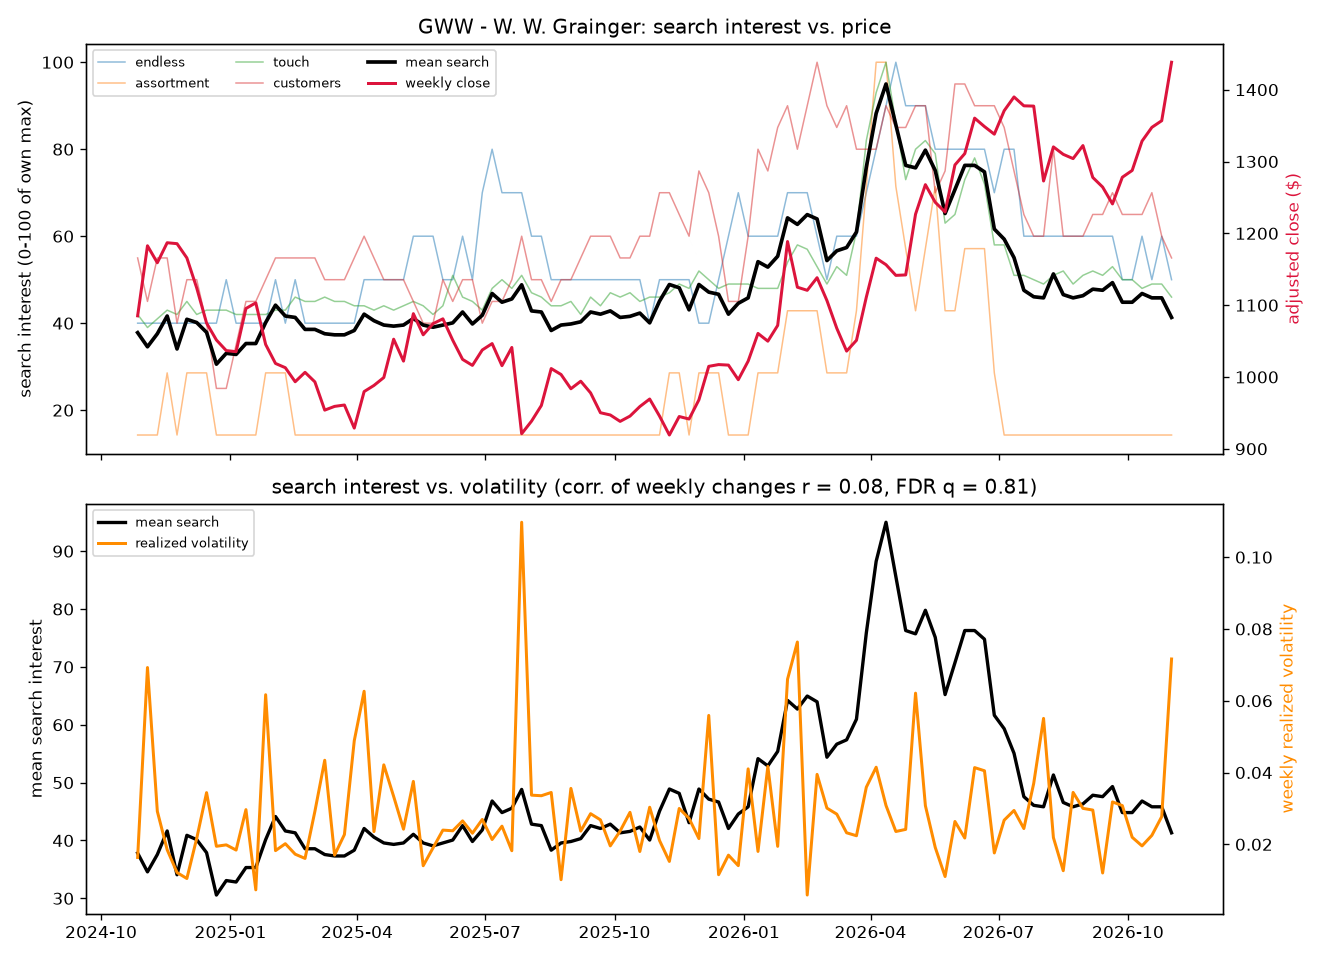 GWW - W. W. Grainger: search interest vs. price
endless
assortment
touch
customers
mean search
weekly close
search interest (0-100 of own max)
100
80
60
40
20
adjusted close ($)
1400
1300
1200
1100
1000
900
search interest vs. volatility (corr. of weekly changes r = 0.08, FDR q = 0.81)
mean search
realized volatility
mean search interest
90
80
70
60
50
40
30
weekly realized volatility
0.10
0.08
0.06
0.04
0.02
2024-10
2025-01
2025-04
2025-07
2025-10
2026-01
2026-04
2026-07
2026-10